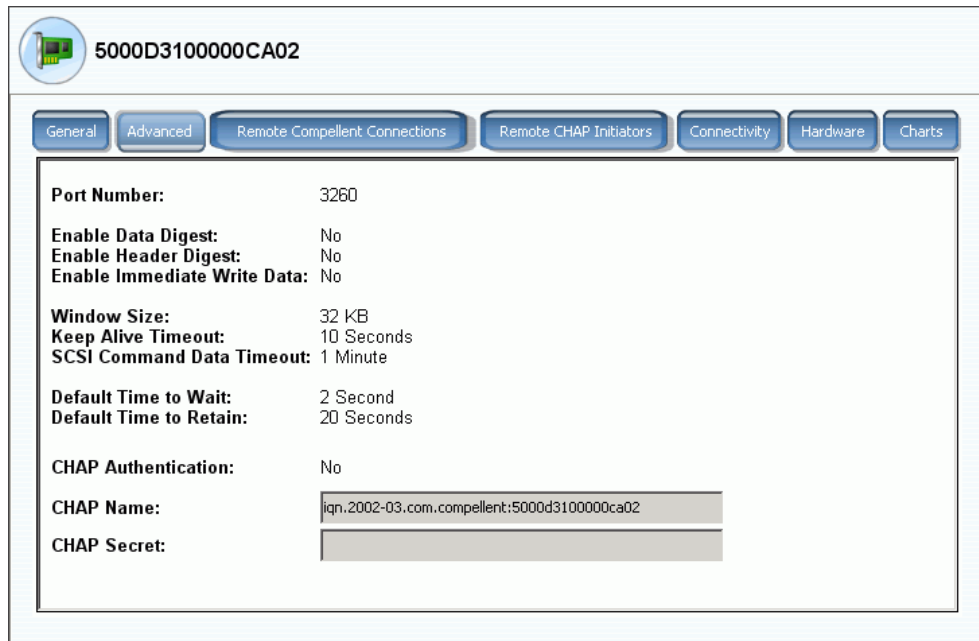 5000D3100000CA02
General Advanced Remote Compellent Connections Remote CHAP Initiators Connectivity Hardware Charts
Port Number: 3260
Enable Data Digest: No
Enable Header Digest: No
Enable Immediate Write Data: No
Window Size: 32 KB
Keep Alive Timeout: 10 Seconds
SCSI Command Data Timeout: 1 Minute
Default Time to Wait: 2 Second
Default Time to Retain: 20 Seconds
CHAP Authentication: No
CHAP Name: iqn.2002-03.com.compellent:5000d3100000ca02
CHAP Secret: